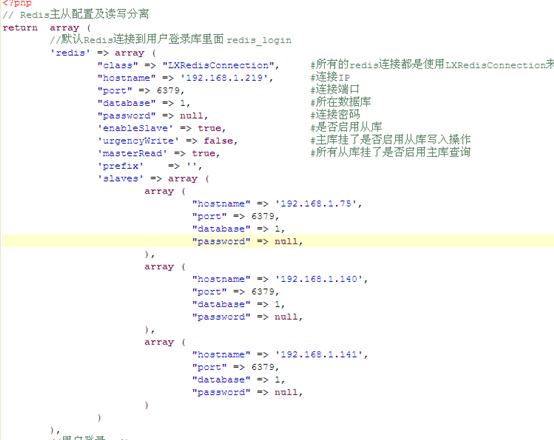 <?php
// Redis主从配置及读写分离
return  array (
//默认Redis连接到用户登录库里面 redis_login
'redis' => array (
"class" => "LXRedisConnection",     #所有的redis连接都是使用LXRedisConnection来
"hostname" => '192.168.1.219',      #连接IP
"port" => 6379,                     #连接端口
"database" => 1,                    #所在数据库
"password" => null,                 #连接密码
'enableSlave' => true,              #是否启用从库
'urgencyWrite' => false,            #主库挂了是否启用从库写入操作
'masterRead' => true,               #所有从库挂了是否启用主库查询
'prefix'    => '',
'slaves' => array (
array (
"hostname" => '192.168.1.75',
"port" => 6379,
"database" => 1,
"password" => null,
),
array (
"hostname" => '192.168.1.140',
"port" => 6379,
"database" => 1,
"password" => null,
),
array (
"hostname" => '192.168.1.141',
"port" => 6379,
"database" => 1,
"password" => null,
)
)
),